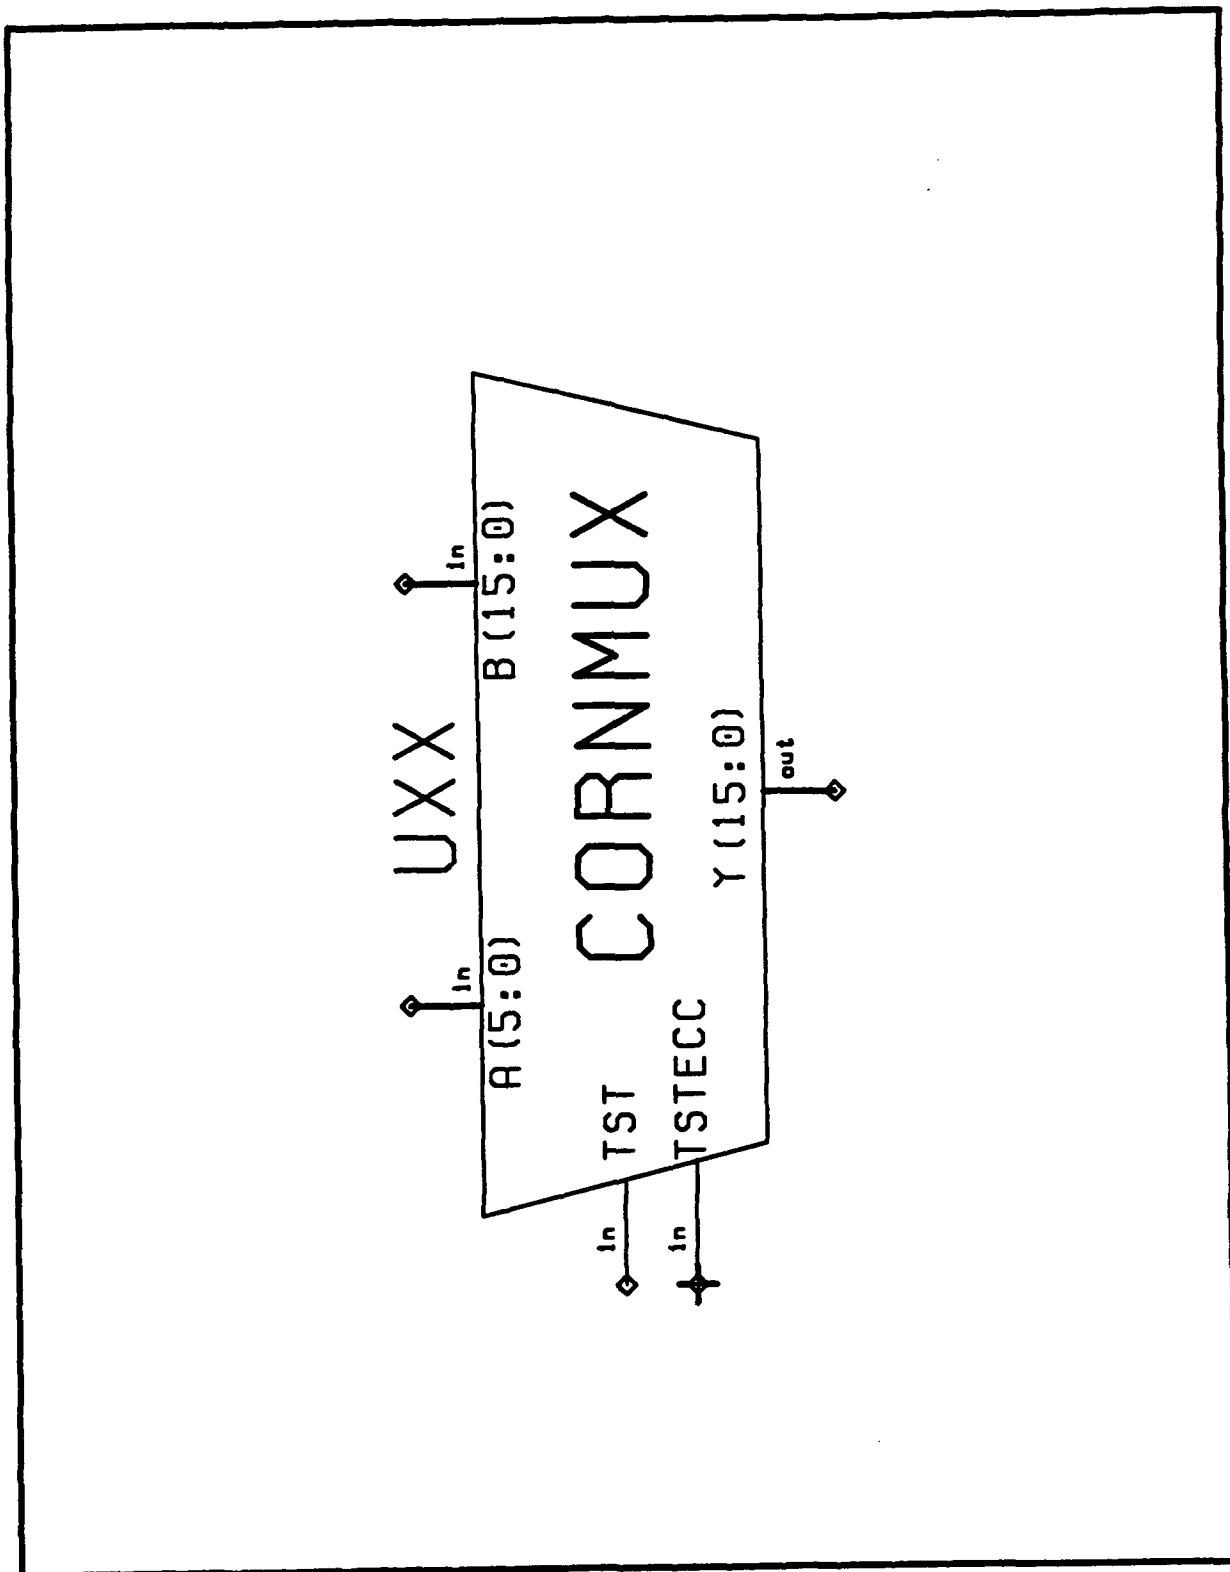 UXX
in
in
A(5:0)
B(15:0)
CORNMUX
in
TST
in
TSTECC
Y(15:0)
out